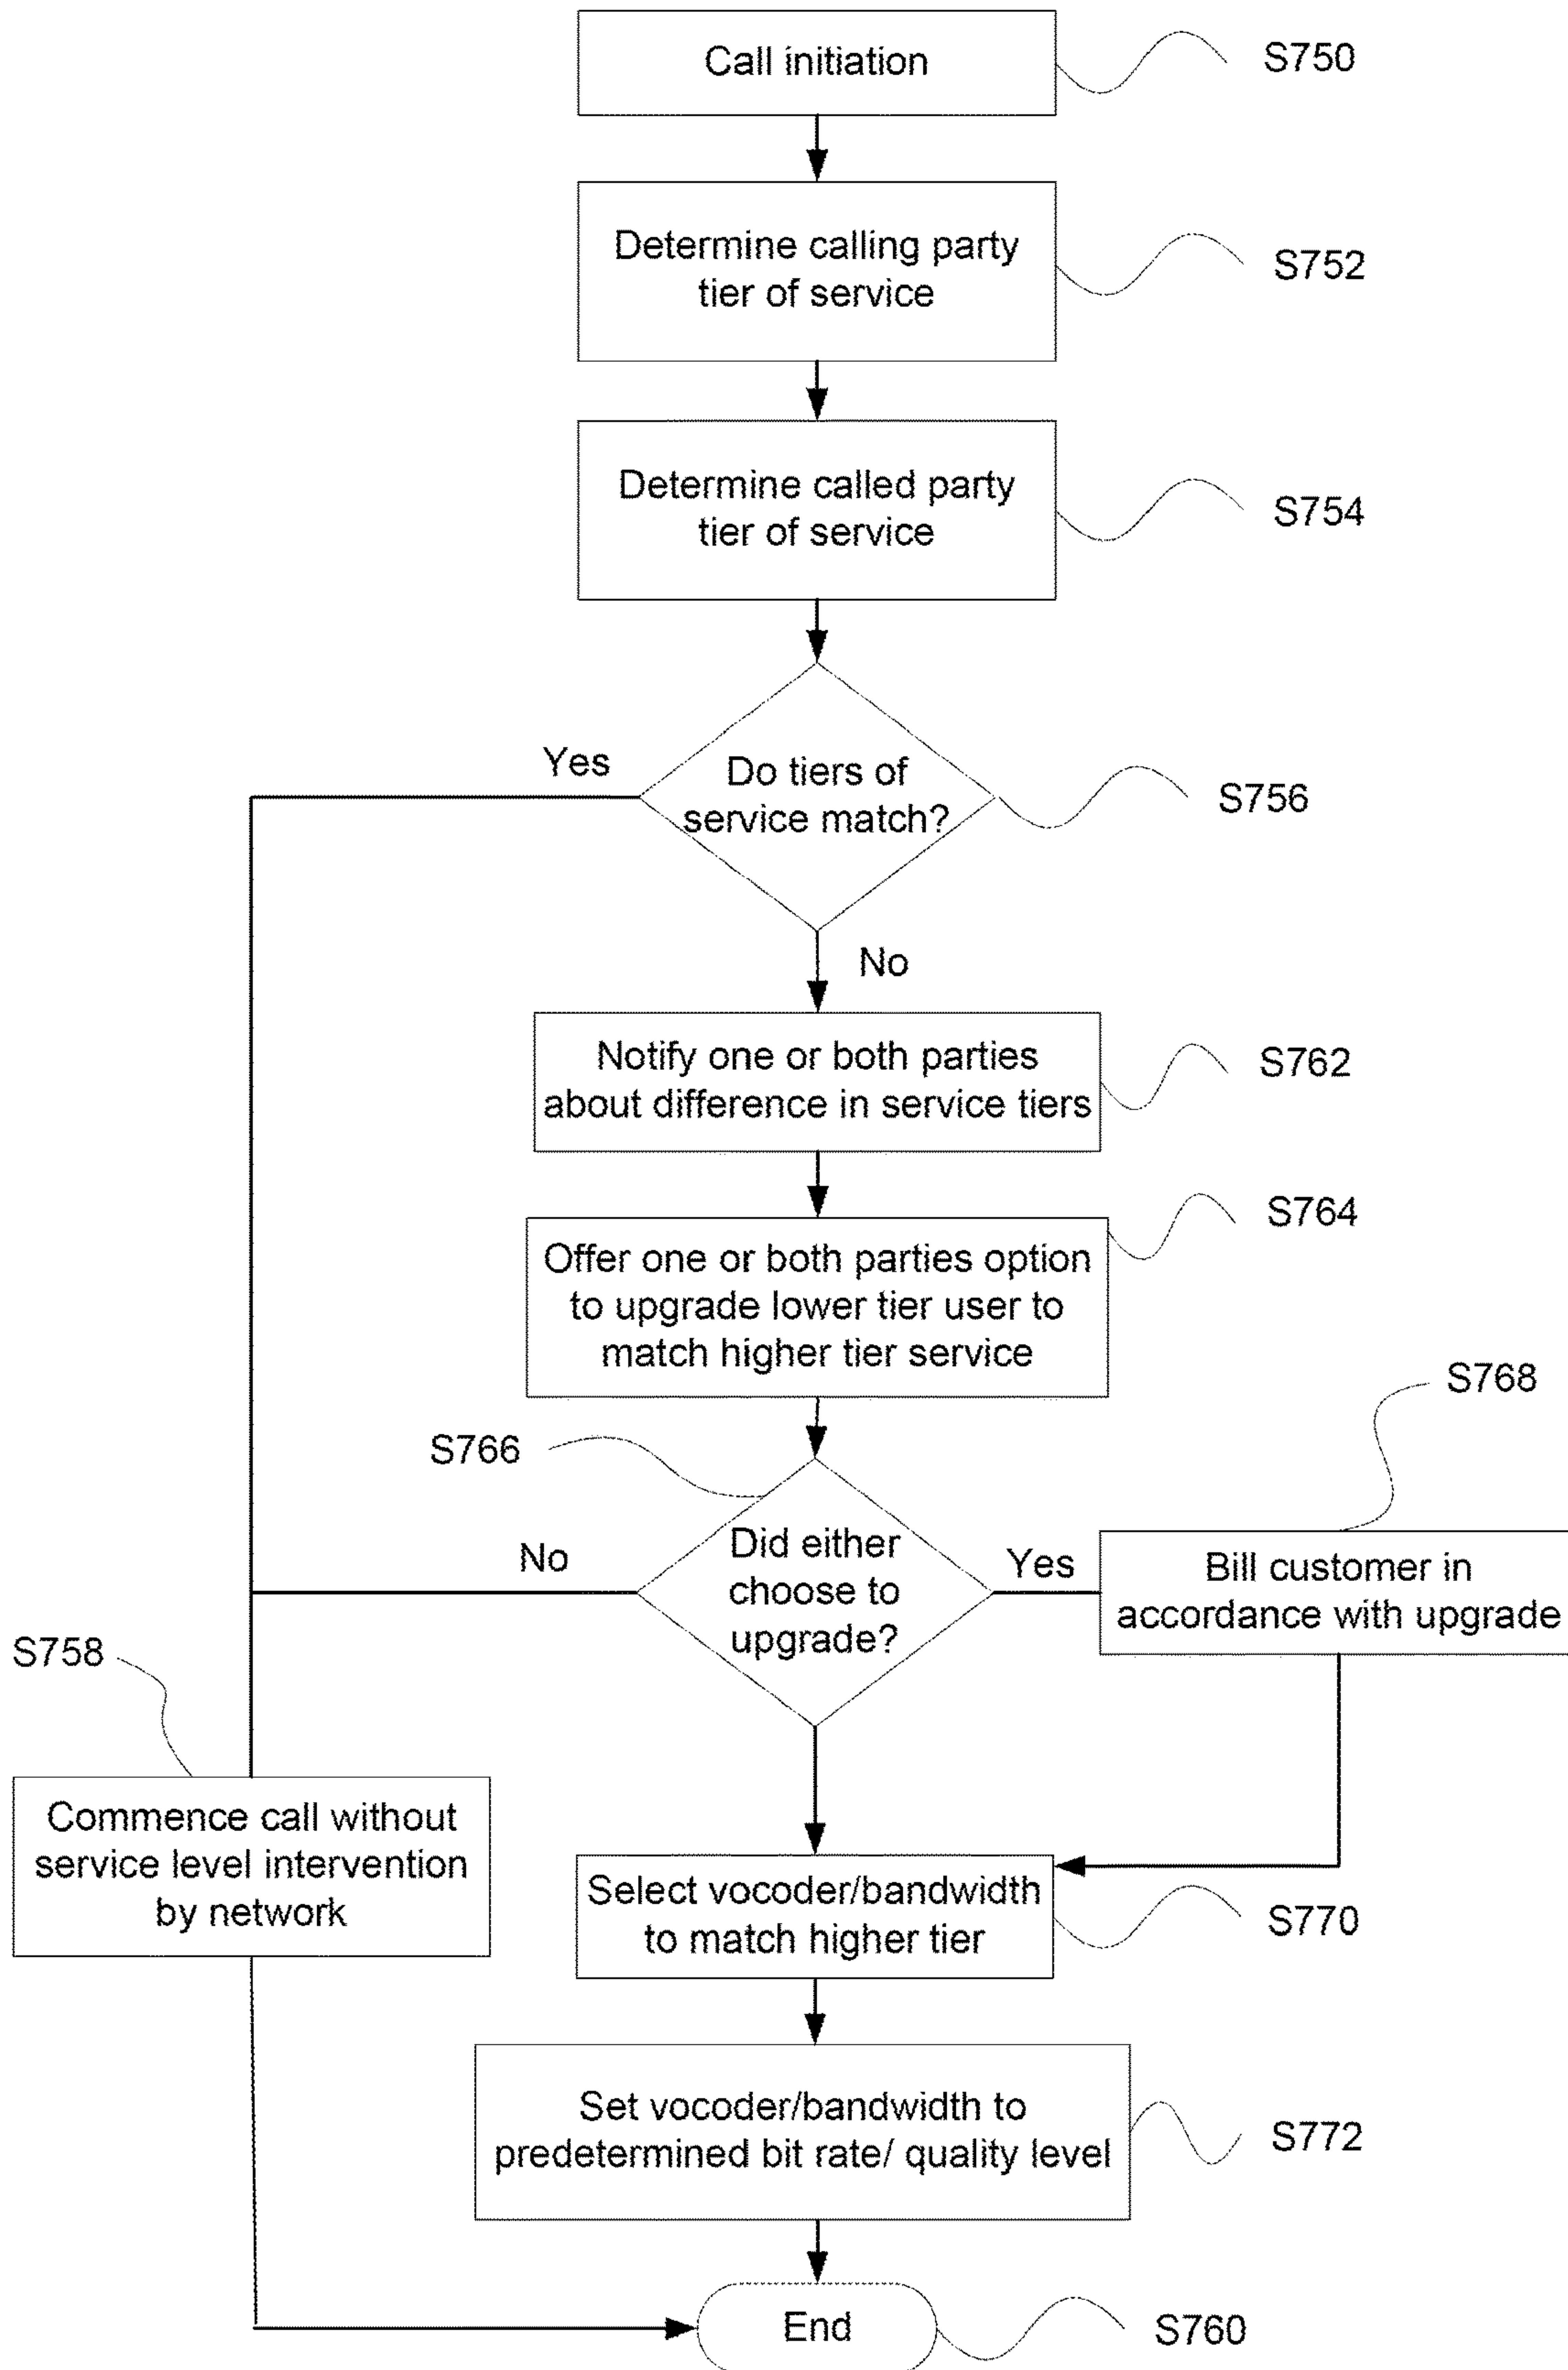 Call initiation
S750
Determine calling party
tier of service
S752
Determine called party
tier of service
S754
Yes
Do tiers of
service match?
S756
No
Notify one or both parties
about difference in service tiers
S762
Offer one or both parties option
to upgrade lower tier user to
match higher tier service
S764
S768
S766
No
Did either
choose to
upgrade?
Yes
Bill customer in
accordance with upgrade
S758
Commence call without
service level intervention
by network
Select vocoder/bandwidth
to match higher tier
S770
Set vocoder/bandwidth to
predetermined bit rate/ quality level
S772
End
S760